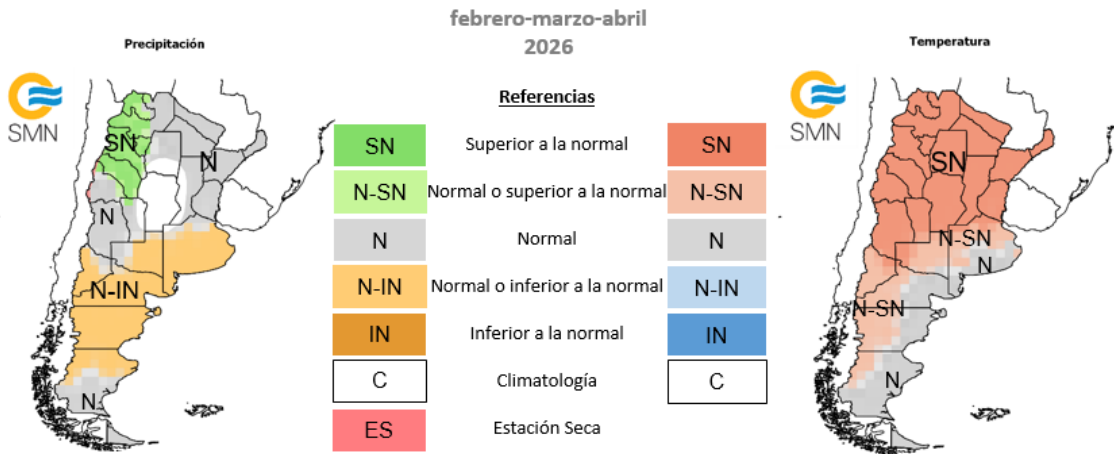 febrero-marzo-abril
2026
Precipitación
Temperatura
SMN
SMN
Referencias
SN Superior a la normal SN
N-SN Normal o superior a la normal N-SN
N Normal N
N-IN Normal o inferior a la normal N-IN
IN Inferior a la normal IN
C Climatología C
ES Estación Seca
SN
N
N
N-IN
N
SN
N-SN
N
N-SN
N